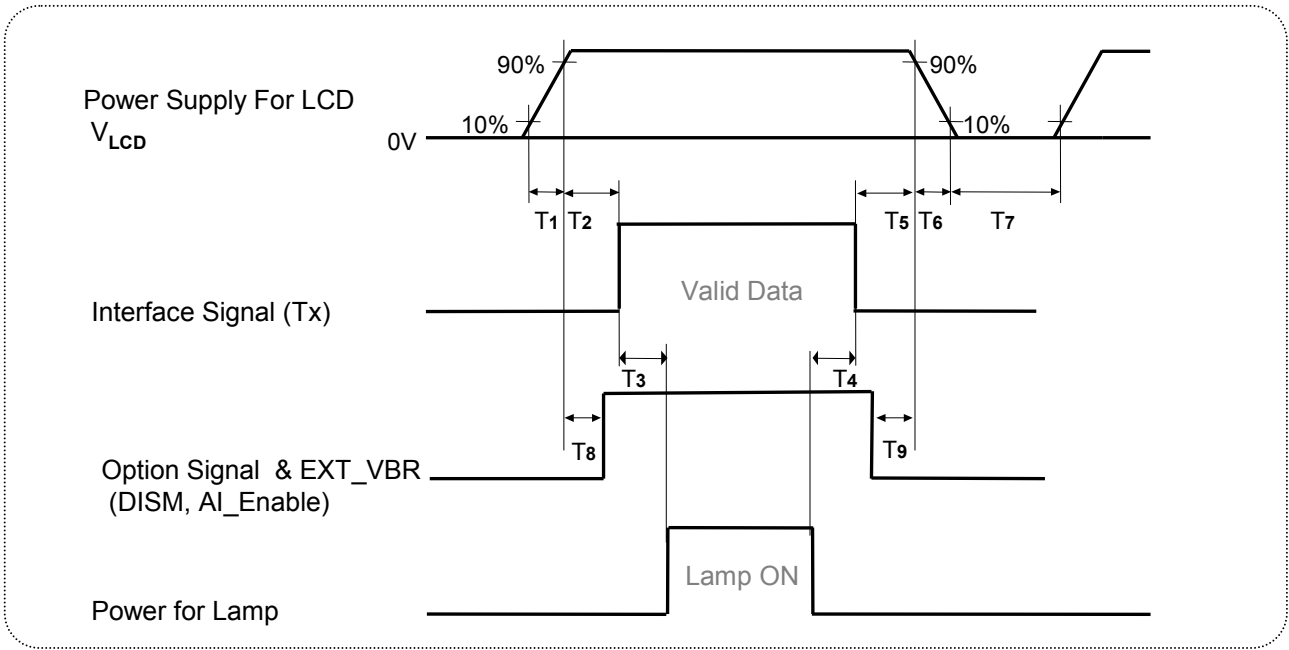 90%
90%
Power Supply For LCD
10%
10%
VLCD
0V
T1 T2 T5 T6 T7
Valid Data
Interface Signal (Tx)
T3 T4
T8 T9
Option Signal & EXT_VBR
(DISM, AI_Enable)
Lamp ON
Power for Lamp